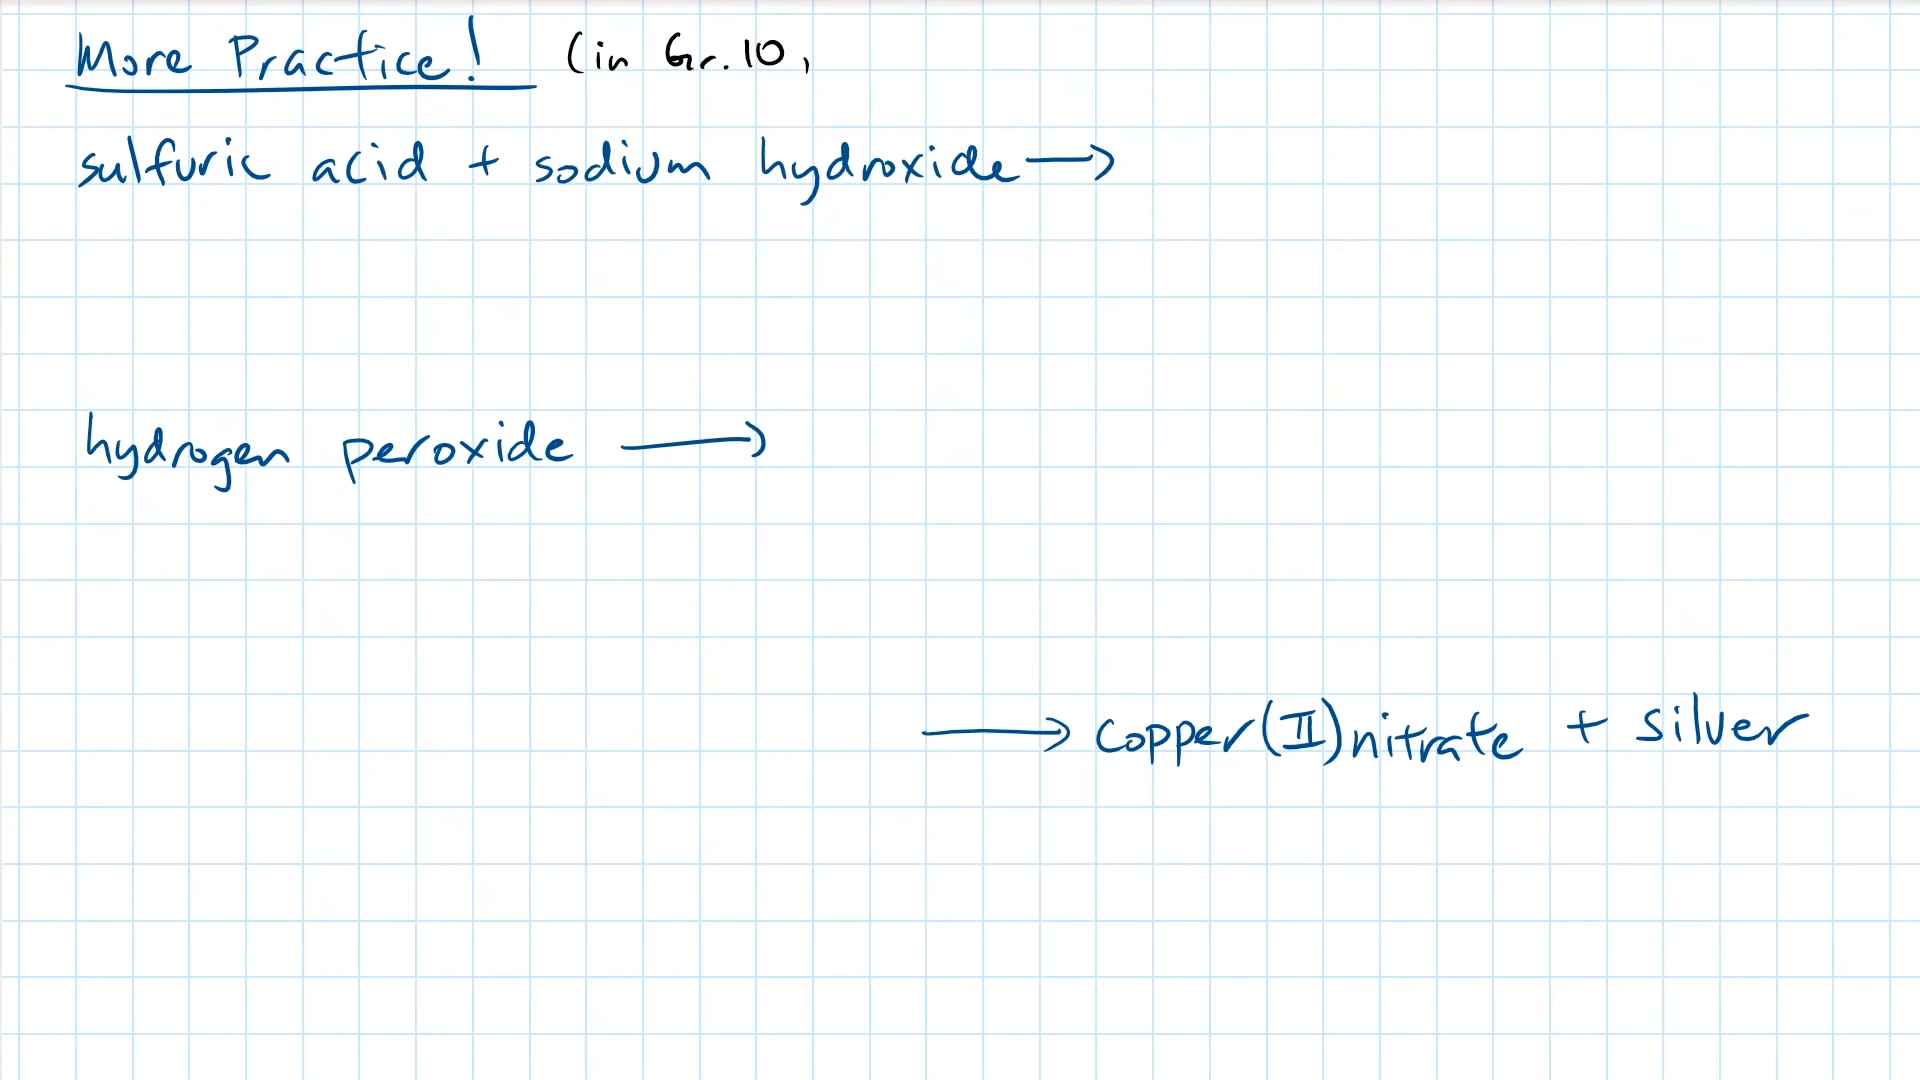 More Practice! (in Gr. 10,
sulfuric acid + sodium hydroxide →
hydrogen peroxide →
→ copper(II) nitrate + silver